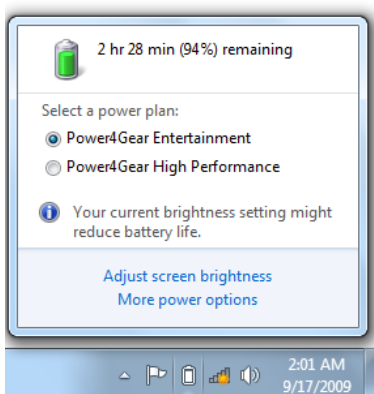 2 hr 28 min (94%) remaining
Select a power plan:
Power4Gear Entertainment
Power4Gear High Performance
Your current brightness setting might
reduce battery life.
Adjust screen brightness
More power options
2:01 AM
9/17/2009